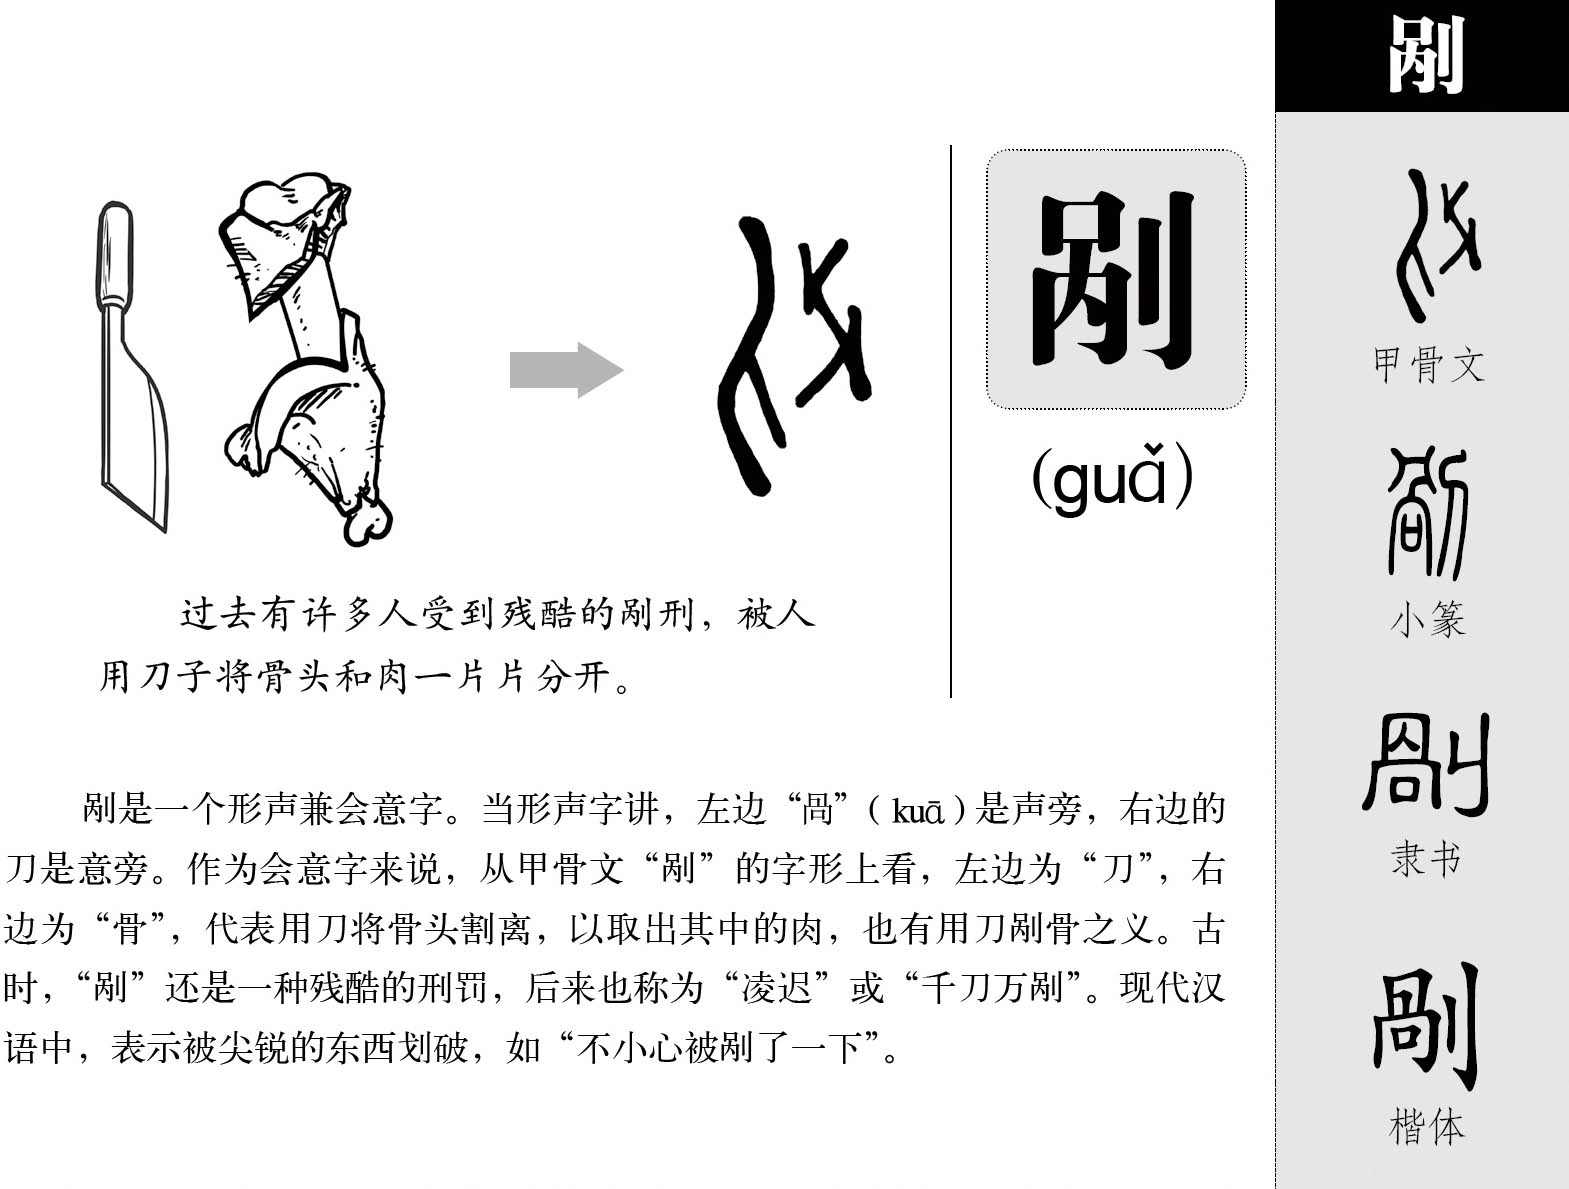 剐
剐
(guǎ)
过去有许多人受到残酷的剐刑，被人
用刀子将骨头和肉一片片分开。
剐是一个形声兼会意字。当形声字讲，左边“咼”（kuā）是声旁，右边的
刀是意旁。作为会意字来说，从甲骨文“剐”的字形上看，左边为“刀”，右
边为“骨”，代表用刀将骨头割离，以取出其中的肉，也有用刀剐骨之义。古
时，“剐”还是一种残酷的刑罚，后来也称为“凌迟”或“千刀万剐”。现代汉
语中，表示被尖锐的东西划破，如“不小心被剐了一下”。
甲骨文
小篆
隶书
剮
楷体